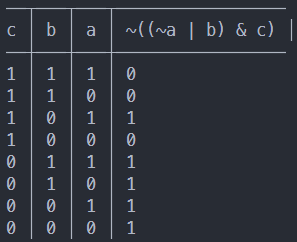 c | b | a | ~((~a | b) & c) |
1 | 1 | 1 | 0
1 | 1 | 0 | 0
1 | 0 | 1 | 1
1 | 0 | 0 | 0
0 | 1 | 1 | 1
0 | 1 | 0 | 1
0 | 0 | 1 | 1
0 | 0 | 0 | 1